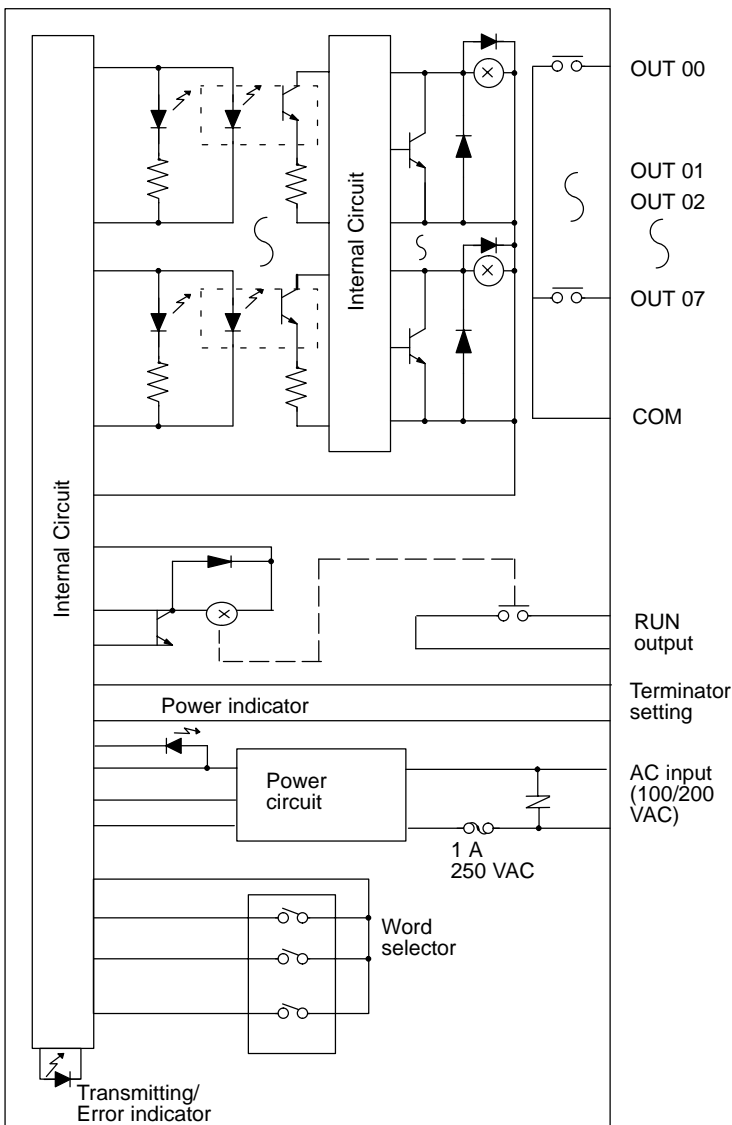 OUT 00
OUT 01
OUT 02
OUT 07
COM
Internal Circuit
Internal Circuit
RUN
output
Terminator
setting
Power indicator
Power
circuit
AC input
(100/200
VAC)
1 A
250 VAC
Word
selector
Transmitting/
Error indicator